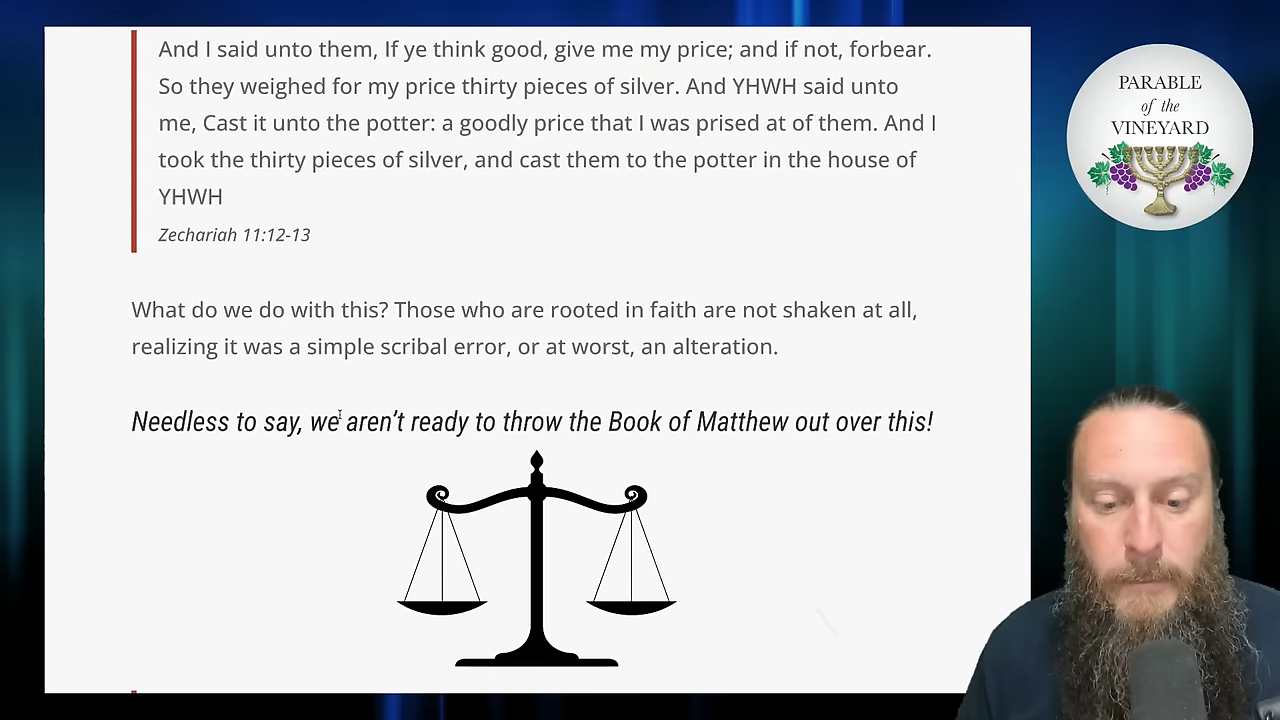 And I said unto them, If ye think good, give me my price; and if not, forbear.
So they weighed for my price thirty pieces of silver. And YHWH said unto
me, Cast it unto the potter: a goodly price that I was prised at of them. And I
took the thirty pieces of silver, and cast them to the potter in the house of
YHWH
Zechariah 11:12-13
What do we do with this? Those who are rooted in faith are not shaken at all,
realizing it was a simple scribal error, or at worst, an alteration.
Needless to say, we aren’t ready to throw the Book of Matthew out over this!
PARABLE
of the
VINEYARD